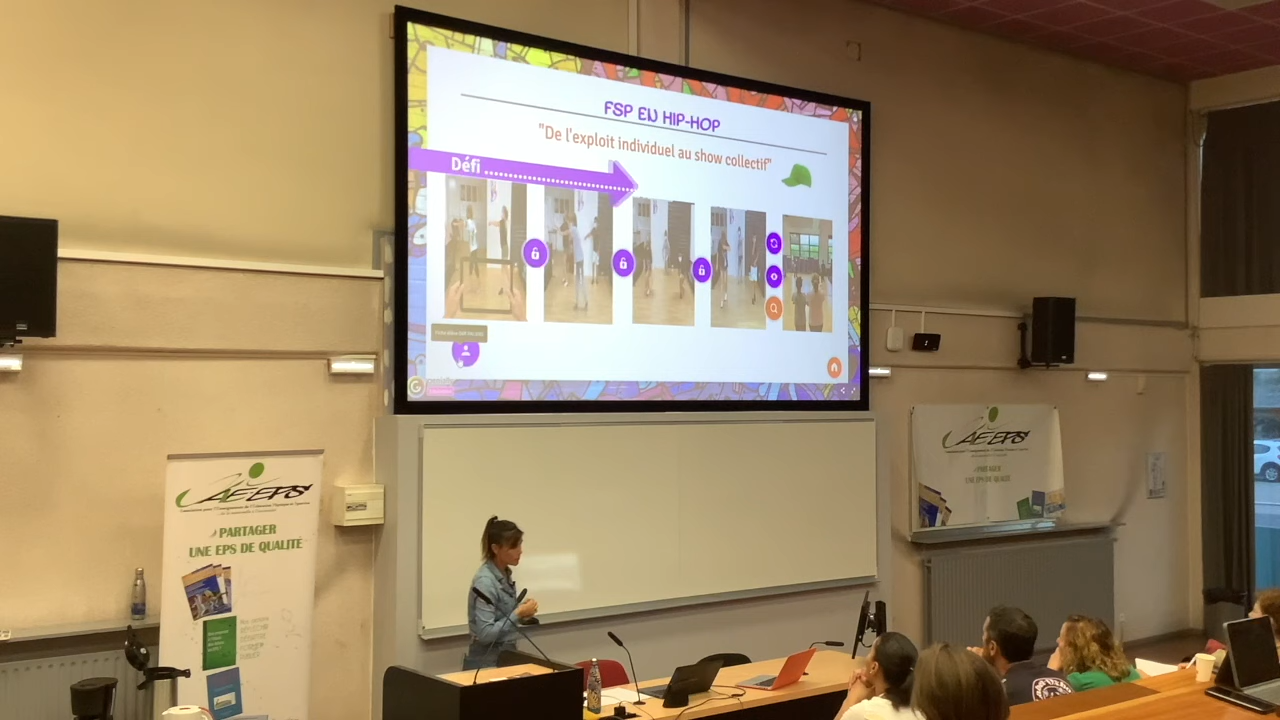 FSP EN HIP-HOP
"De l'exploit individuel au show collectif"
Défi
AEEPS
PARTAGER
UNE EPS DE QUALITÉ
AEEPS
PARTAGER
UNE EPS DE QUALITÉ